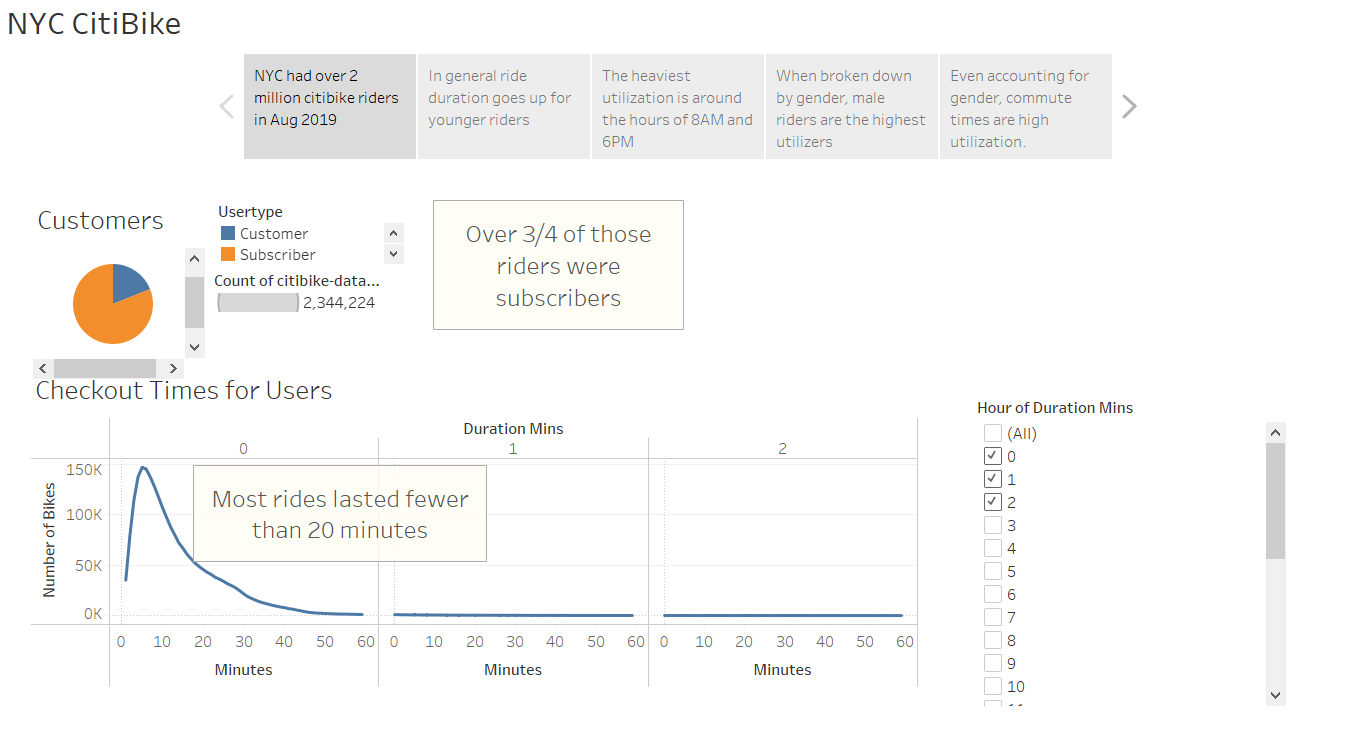 NYC CitiBike
NYC had over 2
million citibike riders
in Aug 2019
In general ride
duration goes up for
younger riders
The heaviest
utilization is around
the hours of 8AM and
6PM
When broken down
by gender, male
riders are the highest
utilizers
Even accounting for
gender, commute
times are high
utilization.
Customers
Usertype
Customer
Subscriber
Count of citibike-data...
2,344,224
Over 3/4 of those
riders were
subscribers
Checkout Times for Users
Duration Mins
0 1 2
Number of Bikes
150K
100K
50K
0K
Most rides lasted fewer
than 20 minutes
0 10 20 30 40 50 60 0 10 20 30 40 50 60 0 10 20 30 40 50 60
Minutes Minutes Minutes
Hour of Duration Mins
(All)
0
1
2
3
4
5
6
7
8
9
10